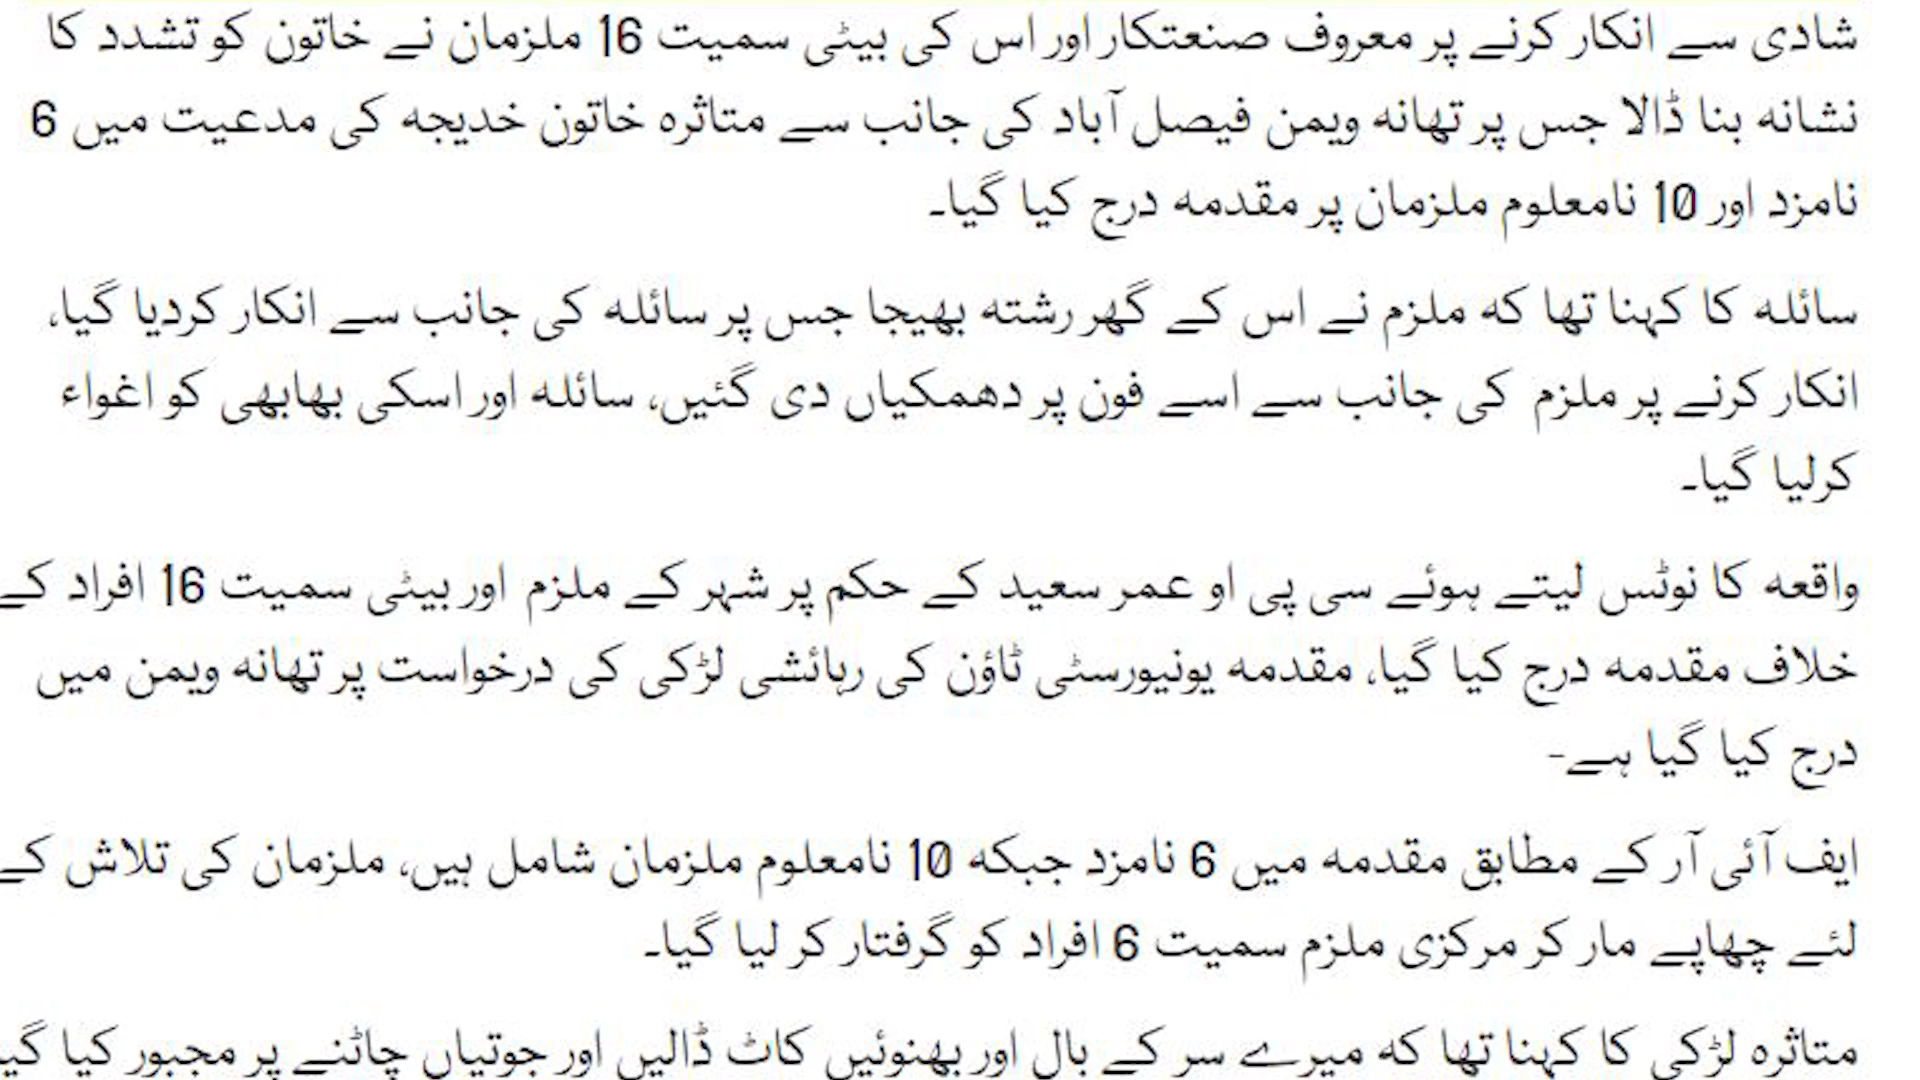 شادی سے انکار کرنے پر معروف صنعتکار اور اس کی بیٹی سمیت 16 ملزمان نے خاتون کو تشدد کا
نشانہ بنا ڈالا جس پر تھانہ ویمن فیصل آباد کی جانب سے متاثرہ خاتون خدیجہ کی مدعیت میں 6
نامزد اور 10 نامعلوم ملزمان پر مقدمہ درج کیا گیا۔
سائلہ کا کہنا تھا کہ ملزم نے اس کے گھر رشتہ بھیجا جس پر سائلہ کی جانب سے انکار کردیا گیا،
انکار کرنے پر ملزم کی جانب سے اسے فون پر دھمکیاں دی گئیں، سائلہ اور اسکی بھابھی کو اغواء
کرلیا گیا۔
واقعہ کا نوٹس لیتے ہوئے سی پی او عمر سعید کے حکم پر شہر کے ملزم اور بیٹی سمیت 16 افراد کے
خلاف مقدمہ درج کیا گیا، مقدمہ یونیورسٹی ٹاؤن کی رہائشی لڑکی کی درخواست پر تھانہ ویمن میں
درج کیا گیا ہے-
ایف آئی آر کے مطابق مقدمہ میں 6 نامزد جبکہ 10 نامعلوم ملزمان شامل ہیں، ملزمان کی تلاش کے
لئے چھاپے مار کر مرکزی ملزم سمیت 6 افراد کو گرفتار کر لیا گیا۔
متاثرہ لڑکی کا کہنا تھا کہ میرے سر کے بال اور بھنوئیں کاٹ ڈالیں اور جوتیاں چاٹنے پر مجبور کیا گیا